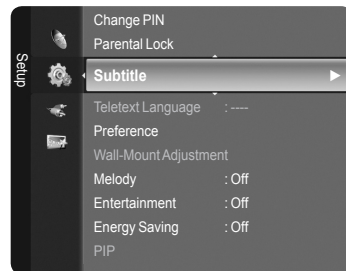 Setup
Change PIN
Parental Lock
Subtitle
Teletext Language : ----
Preference
Wall-Mount Adjustment
Melody : Off
Entertainment : Off
Energy Saving : Off
PIP